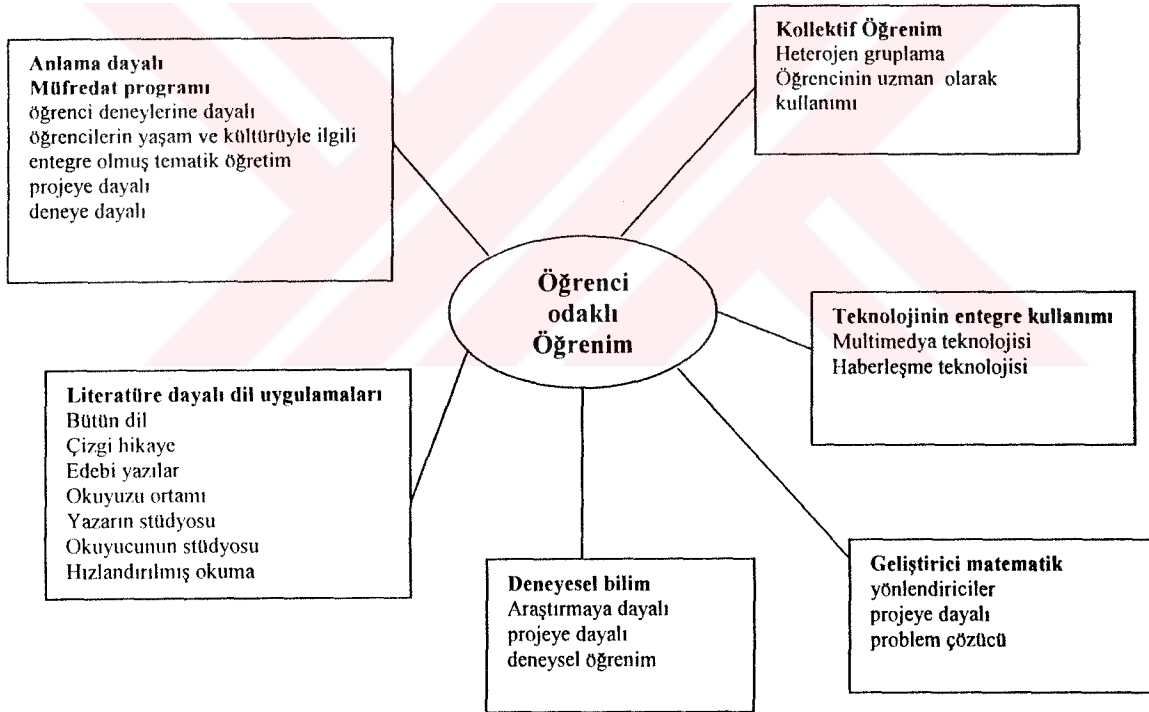 Anlama dayalı
Müfredat programı
öğrenci deneylerine dayalı
öğrencilerin yaşam ve kültürüyle ilgili
entegre olmuş tematik öğretim
projeye dayalı
deneye dayalı
Kollektif Öğrenim
Heterojen gruplama
Öğrencinin uzman olarak
kullanımı
Öğrenci
odaklı
Öğrenim
Teknolojinin entegre kullanımı
Multimedya teknolojisi
Haberleşme teknolojisi
Literatüre dayalı dil uygulamaları
Bütün dil
Çizgi hikaye
Edebi yazılar
Okuyuzu ortamı
Yazarın stüdyosu
Okuyucunun stüdyosu
Hızlandırılmış okuma
Deneyesel bilim
Araştırmaya dayalı
projeye dayalı
deneysel öğrenim
Geliştirici matematik
yönlendiriciler
projeye dayalı
problem çözücü